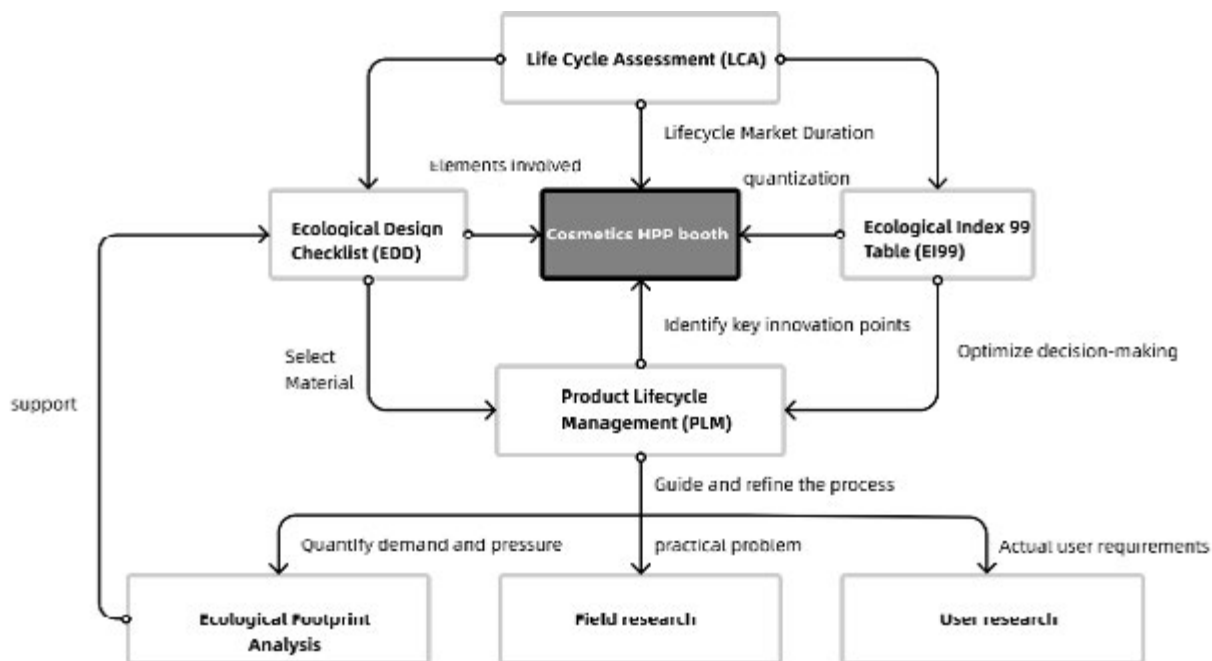 Life Cycle Assessment (LCA)
Lifecycle Market Duration
Elements involved
quantization
Ecological Design
Checklist (EDD)
Cosmetics HPP booth
Ecological Index 99
Table (EI99)
Identify key innovation points
Optimize decision-making
Select
Material
support
Product Lifecycle
Management (PLM)
Guide and refine the process
Quantify demand and pressure
practical problem
Actual user requirements
Ecological Footprint
Analysis
Field research
User research